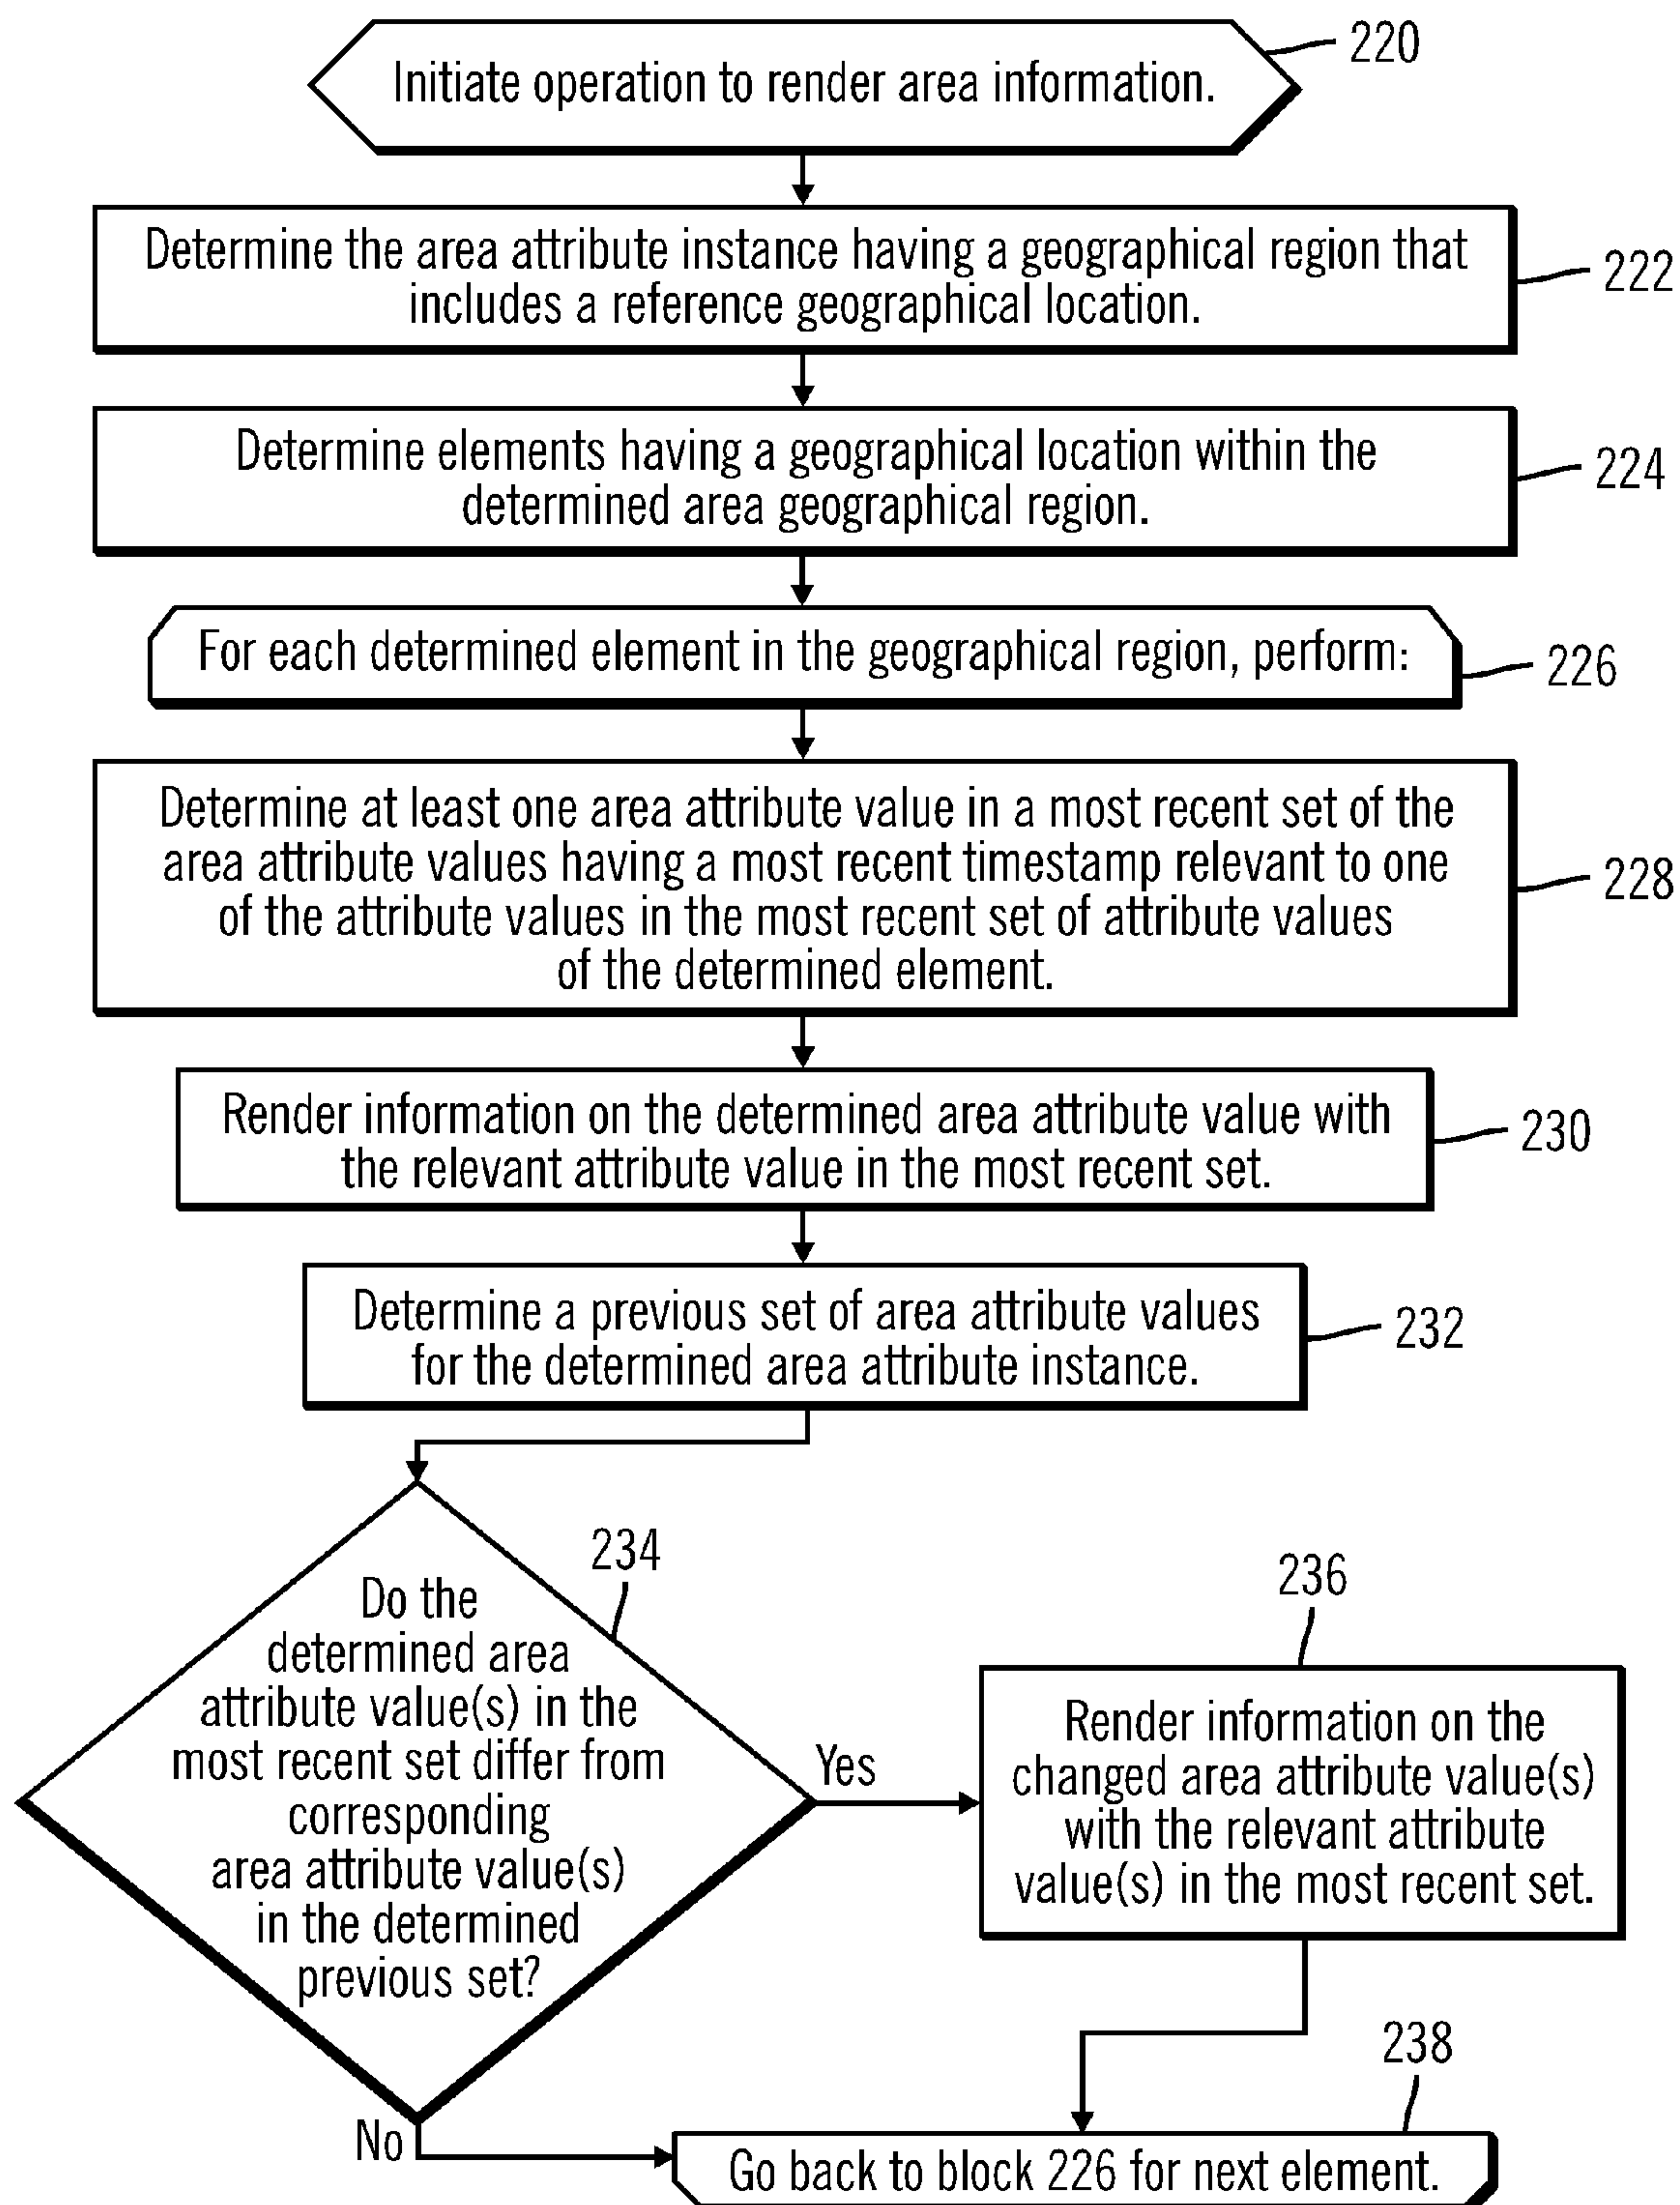 220
Initiate operation to render area information.
Determine the area attribute instance having a geographical region that
includes a reference geographical location.
222
Determine elements having a geographical location within the
determined area geographical region.
224
For each determined element in the geographical region, perform:
226
Determine at least one area attribute value in a most recent set of the
area attribute values having a most recent timestamp relevant to one
of the attribute values in the most recent set of attribute values
of the determined element.
228
Render information on the determined area attribute value with
the relevant attribute value in the most recent set.
230
Determine a previous set of area attribute values
for the determined area attribute instance.
232
234
Do the
determined area
attribute value(s) in the
most recent set differ from
corresponding
area attribute value(s)
in the determined
previous set?
Yes
236
Render information on the
changed area attribute value(s)
with the relevant attribute
value(s) in the most recent set.
No
238
Go back to block 226 for next element.